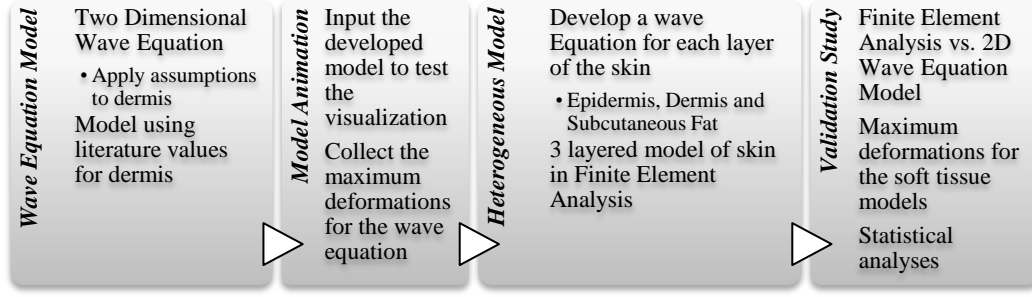 Wave Equation Model
Two Dimensional
Wave Equation
• Apply assumptions
to dermis
Model using
literature values
for dermis
Model Animation
Input the
developed
model to test
the
visualization
Collect the
maximum
deformations
for the wave
equation
Heterogeneous Model
Develop a wave
Equation for each layer
of the skin
• Epidermis, Dermis and
Subcutaneous Fat
3 layered model of skin
in Finite Element
Analysis
Validation Study
Finite Element
Analysis vs. 2D
Wave Equation
Model
Maximum
deformations for
the soft tissue
models
Statistical
analyses